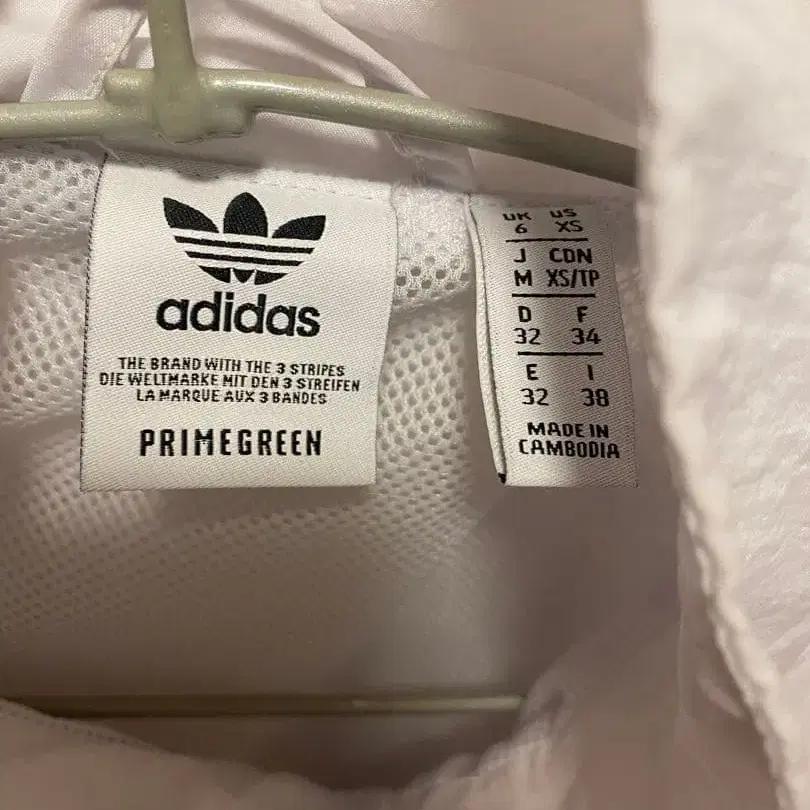 adidas
THE BRAND WITH THE 3 STRIPES
DIE WELTMARKE MIT DEN 3 STREIFEN
LA MARQUE AUX 3 BANDES
PRIMEGREEN
UK US
6 XS
J CDN
M XS/TP
D F
32 34
E I
32 38
MADE IN
CAMBODIA